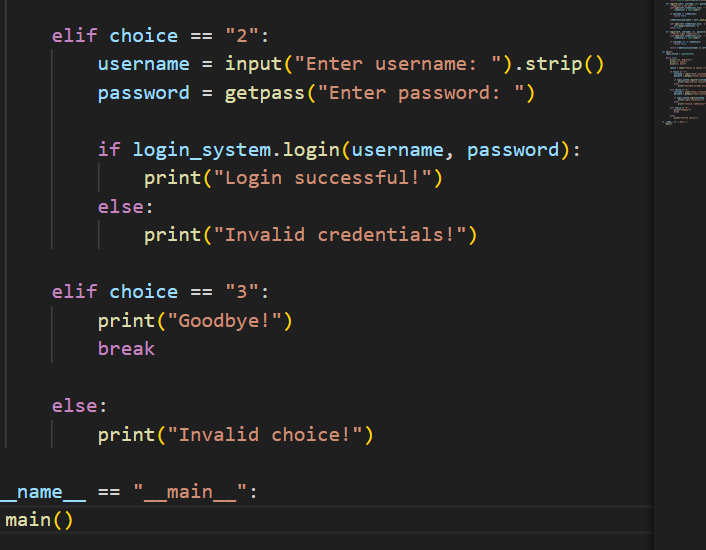 elif choice == "2":
username = input("Enter username: ").strip()
password = getpass("Enter password: ")
if login_system.login(username, password):
print("Login successful!")
else:
print("Invalid credentials!")
elif choice == "3":
print("Goodbye!")
break
else:
print("Invalid choice!")
__name__ == "__main__":
main()